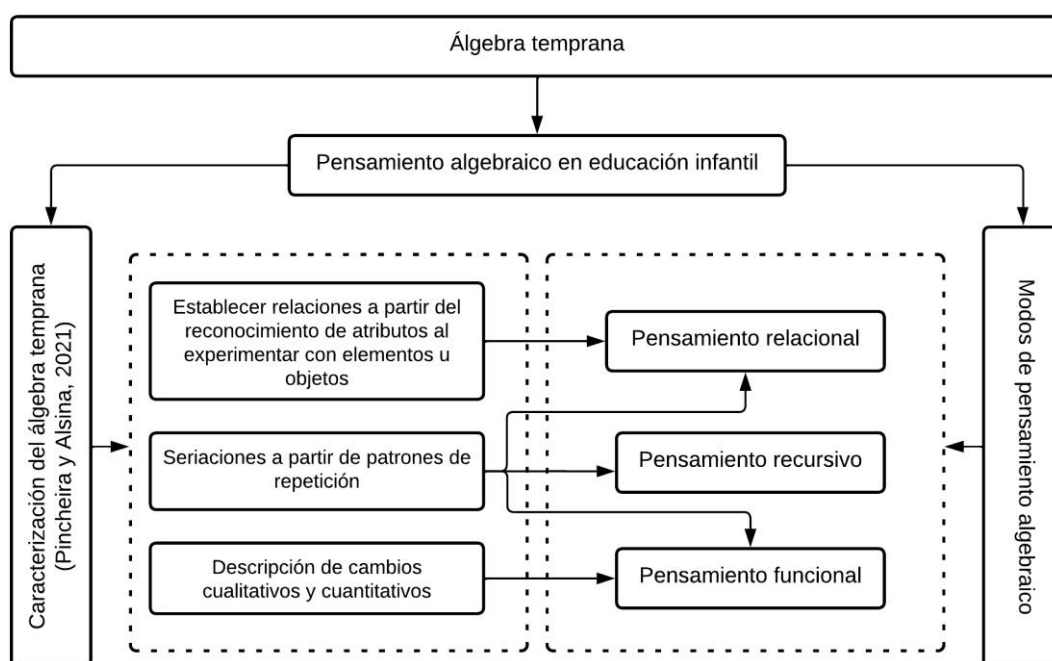 Álgebra temprana
Pensamiento algebraico en educación infantil
Caracterización del álgebra temprana
(Pincheira y Alsina, 2021)
Establecer relaciones a partir del
reconocimiento de atributos al
experimentar con elementos u
objetos
Seriaciones a partir de patrones de
repetición
Descripción de cambios
cualitativos y cuantitativos
Pensamiento relacional
Pensamiento recursivo
Pensamiento funcional
Modos de pensamiento algebraico